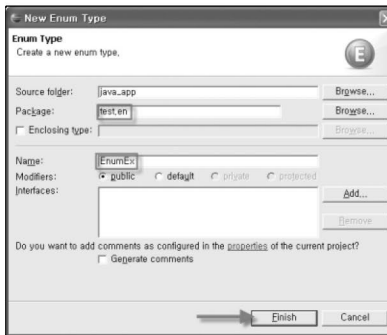 New Enum Type
Enum Type
Create a new enum type.
E
Source folder: java_app Browse...
Package: test.en Browse...
Enclosing type: Browse...
Name: EnumEx
Modifiers: public default private protected
Interfaces: Add...
Remove
Do you want to add comments as configured in the properties of the current project?
Generate comments
Finish Cancel